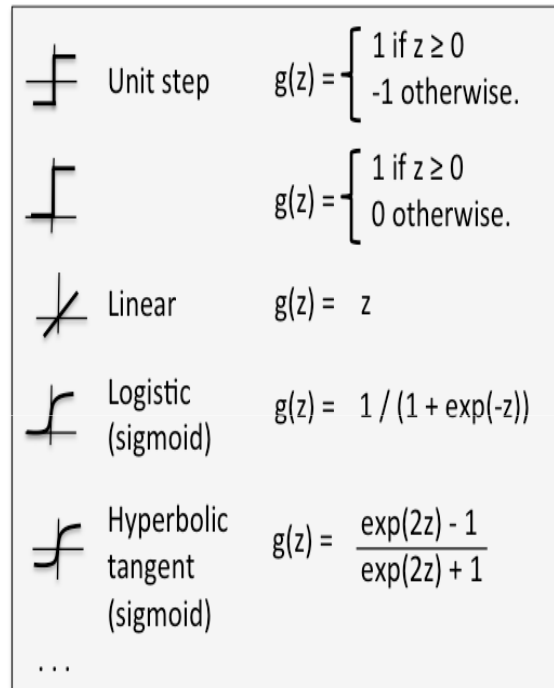 Unit step g(z) = { 1 if z ≥ 0
-1 otherwise.
g(z) = { 1 if z ≥ 0
0 otherwise.
Linear g(z) = z
Logistic
(sigmoid) g(z) = 1 / (1 + exp(-z))
Hyperbolic
tangent
(sigmoid) g(z) = exp(2z) - 1
exp(2z) + 1
. . .